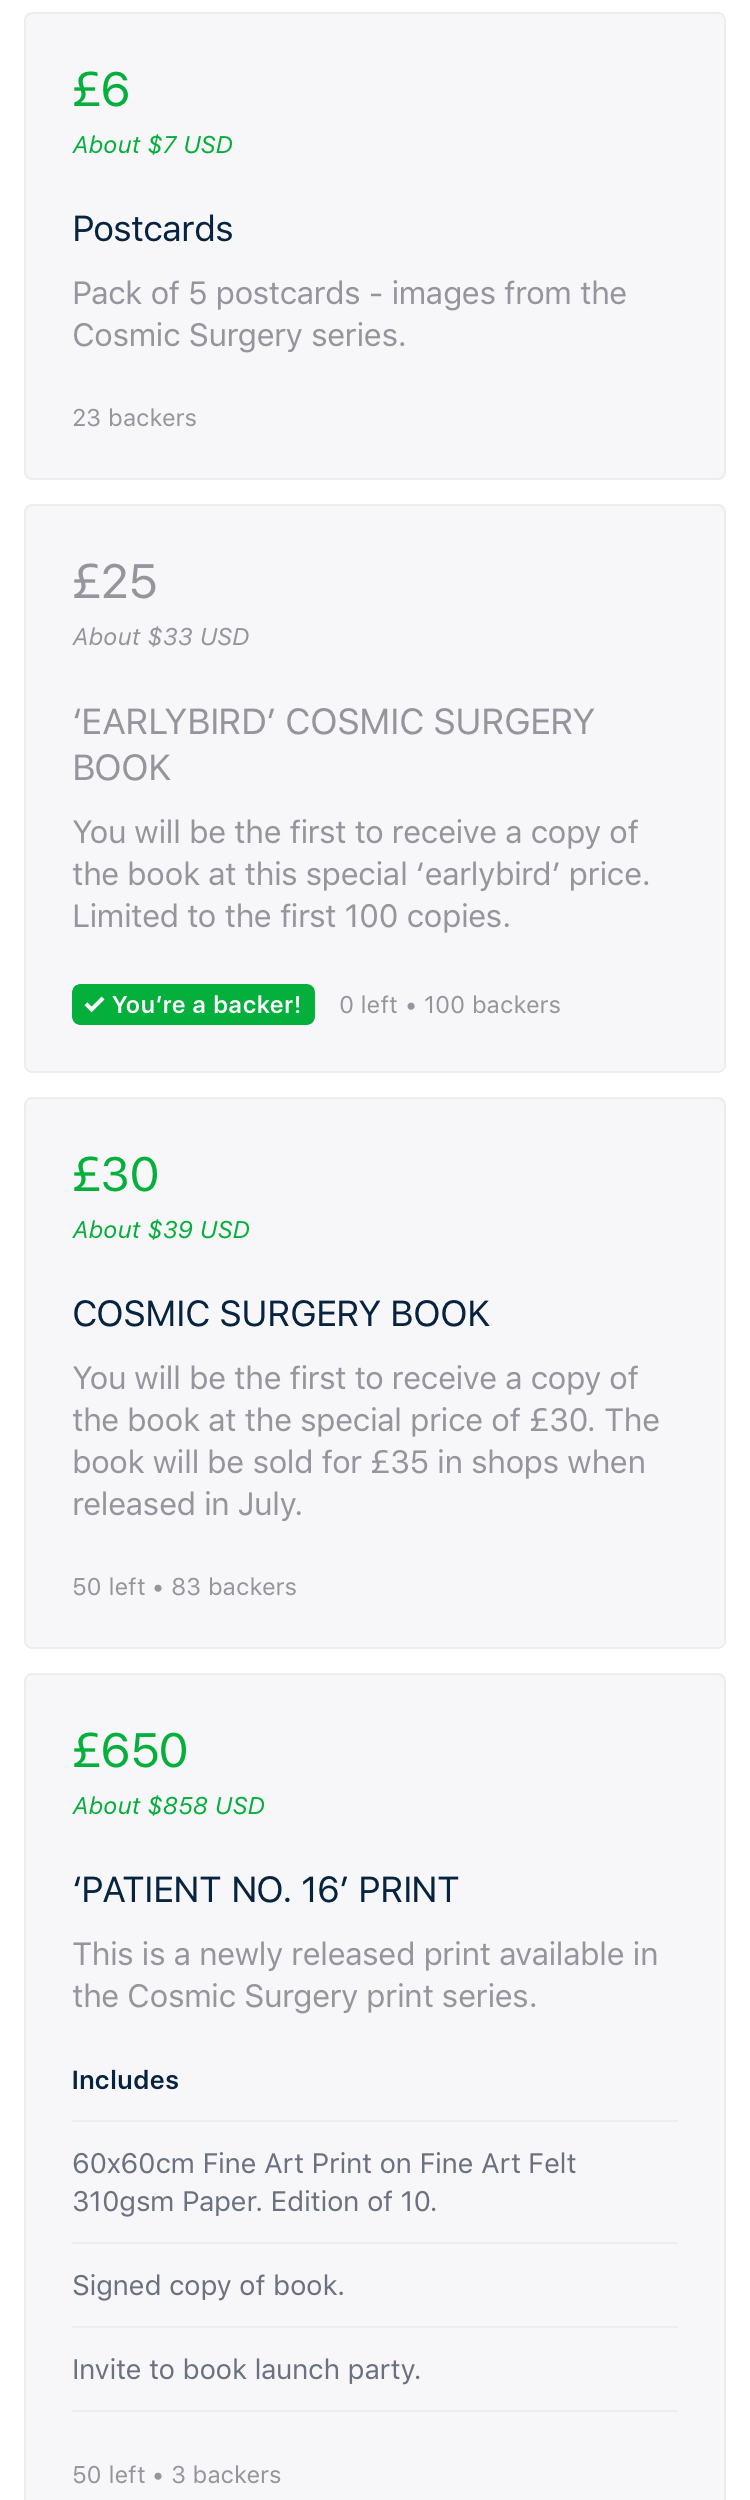 £6
About $7 USD
Postcards
Pack of 5 postcards - images from the
Cosmic Surgery series.
23 backers
£25
About $33 USD
‘EARLYBIRD’ COSMIC SURGERY
BOOK
You will be the first to receive a copy of
the book at this special ‘earlybird’ price.
Limited to the first 100 copies.
✓ You’re a backer! 0 left • 100 backers
£30
About $39 USD
COSMIC SURGERY BOOK
You will be the first to receive a copy of
the book at the special price of £30. The
book will be sold for £35 in shops when
released in July.
50 left • 83 backers
£650
About $858 USD
‘PATIENT NO. 16’ PRINT
This is a newly released print available in
the Cosmic Surgery print series.
Includes
60x60cm Fine Art Print on Fine Art Felt
310gsm Paper. Edition of 10.
Signed copy of book.
Invite to book launch party.
50 left • 3 backers